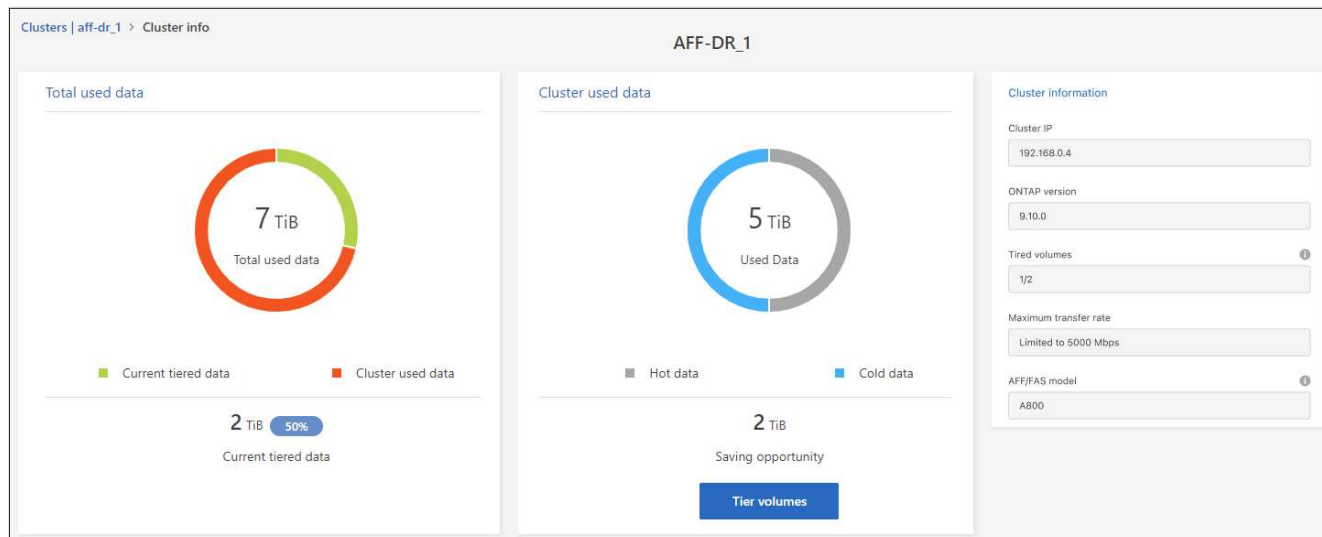 Clusters | aff-dr_1 > Cluster info
AFF-DR_1
Total used data
7 TiB
Total used data
Current tiered data
Cluster used data
2 TiB 50%
Current tiered data
Cluster used data
5 TiB
Used Data
Hot data
Cold data
2 TiB
Saving opportunity
Tier volumes
Cluster information
Cluster IP
192.168.0.4
ONTAP version
9.10.0
Tired volumes
1/2
Maximum transfer rate
Limited to 5000 Mbps
AFF/FAS model
A800